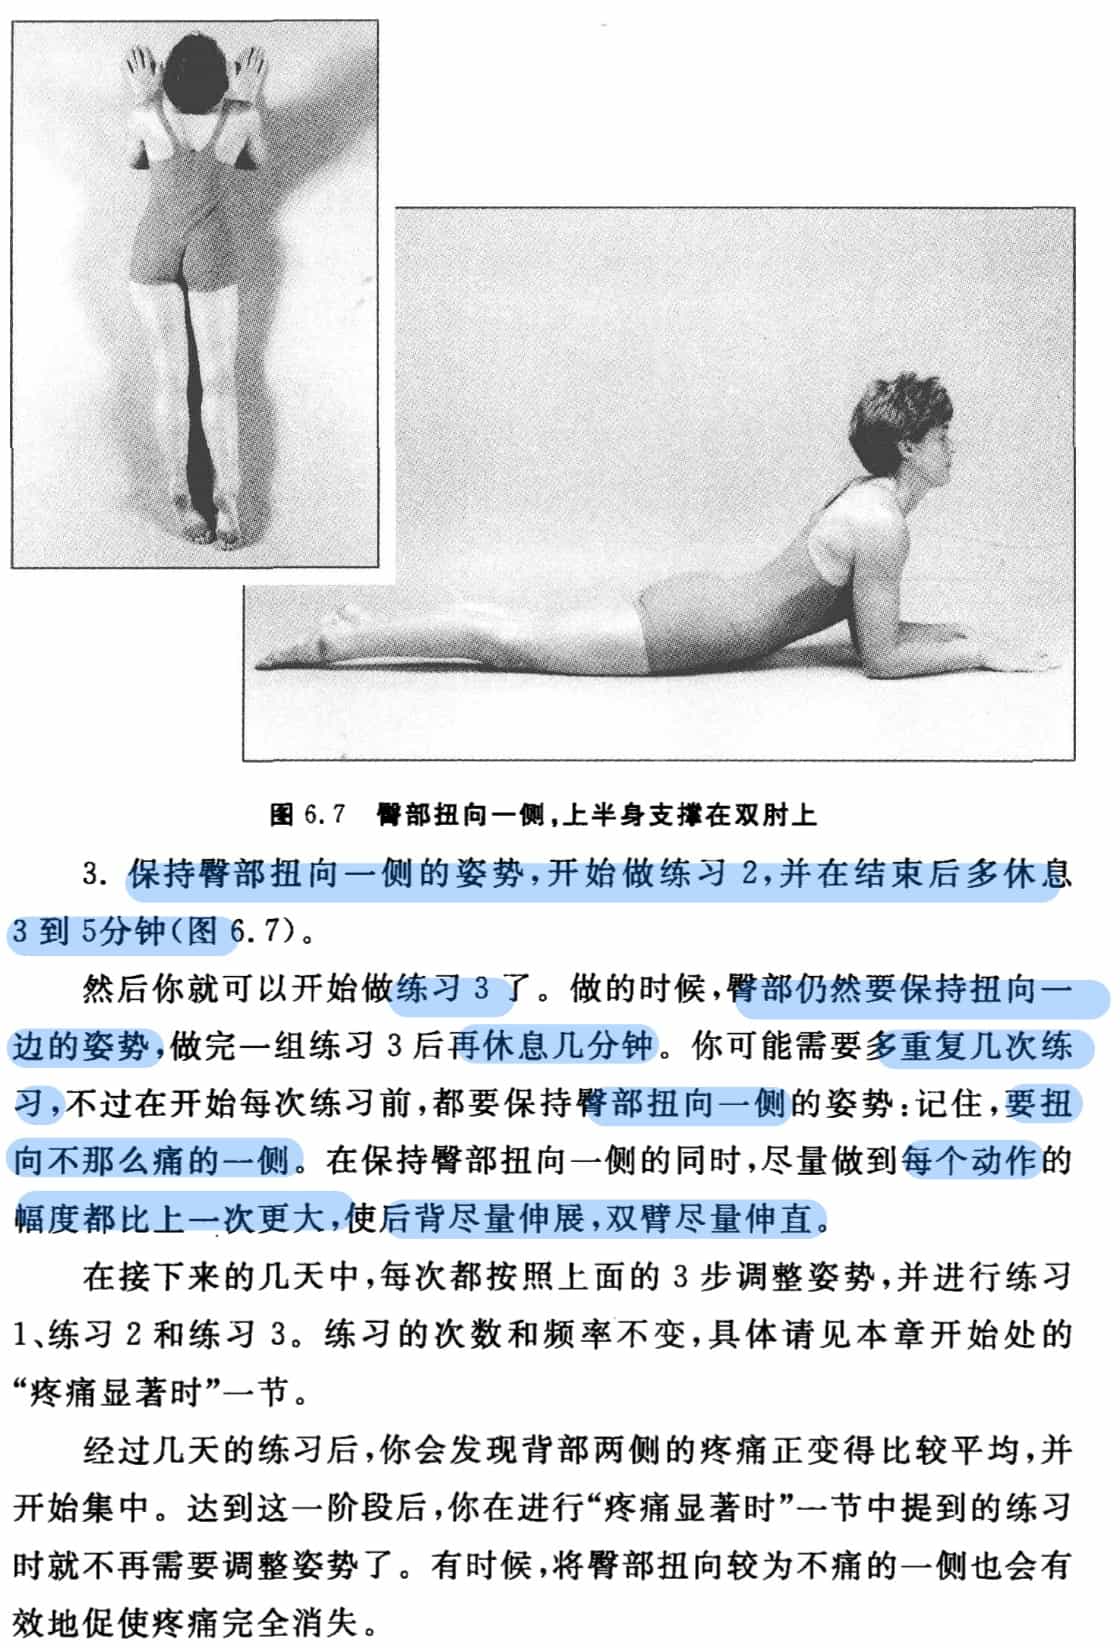 图 6.7 臀部扭向一侧,上半身支撑在双肘上
3. 保持臀部扭向一侧的姿势,开始做练习 2,并在结束后多休息
3 到 5分钟(图 6.7)。
然后你就可以开始做练习 3 了。做的时候,臀部仍然要保持扭向一
边的姿势,做完一组练习 3 后再休息几分钟。你可能需要多重复几次练
习,不过在开始每次练习前,都要保持臀部扭向一侧的姿势:记住,要扭
向不那么痛的一侧。在保持臀部扭向一侧的同时,尽量做到每个动作的
幅度都比上一次更大,使后背尽量伸展,双臂尽量伸直。
在接下来的几天中,每次都按照上面的 3 步调整姿势,并进行练习
1、练习 2 和练习 3。练习的次数和频率不变,具体请见本章开始处的
“疼痛显著时”一节。
经过几天的练习后,你会发现背部两侧的疼痛正变得比较平均,并
开始集中。达到这一阶段后,你在进行“疼痛显著时”一节中提到的练习
时就不再需要调整姿势了。有时候,将臀部扭向较为不痛的一侧也会有
效地促使疼痛完全消失。